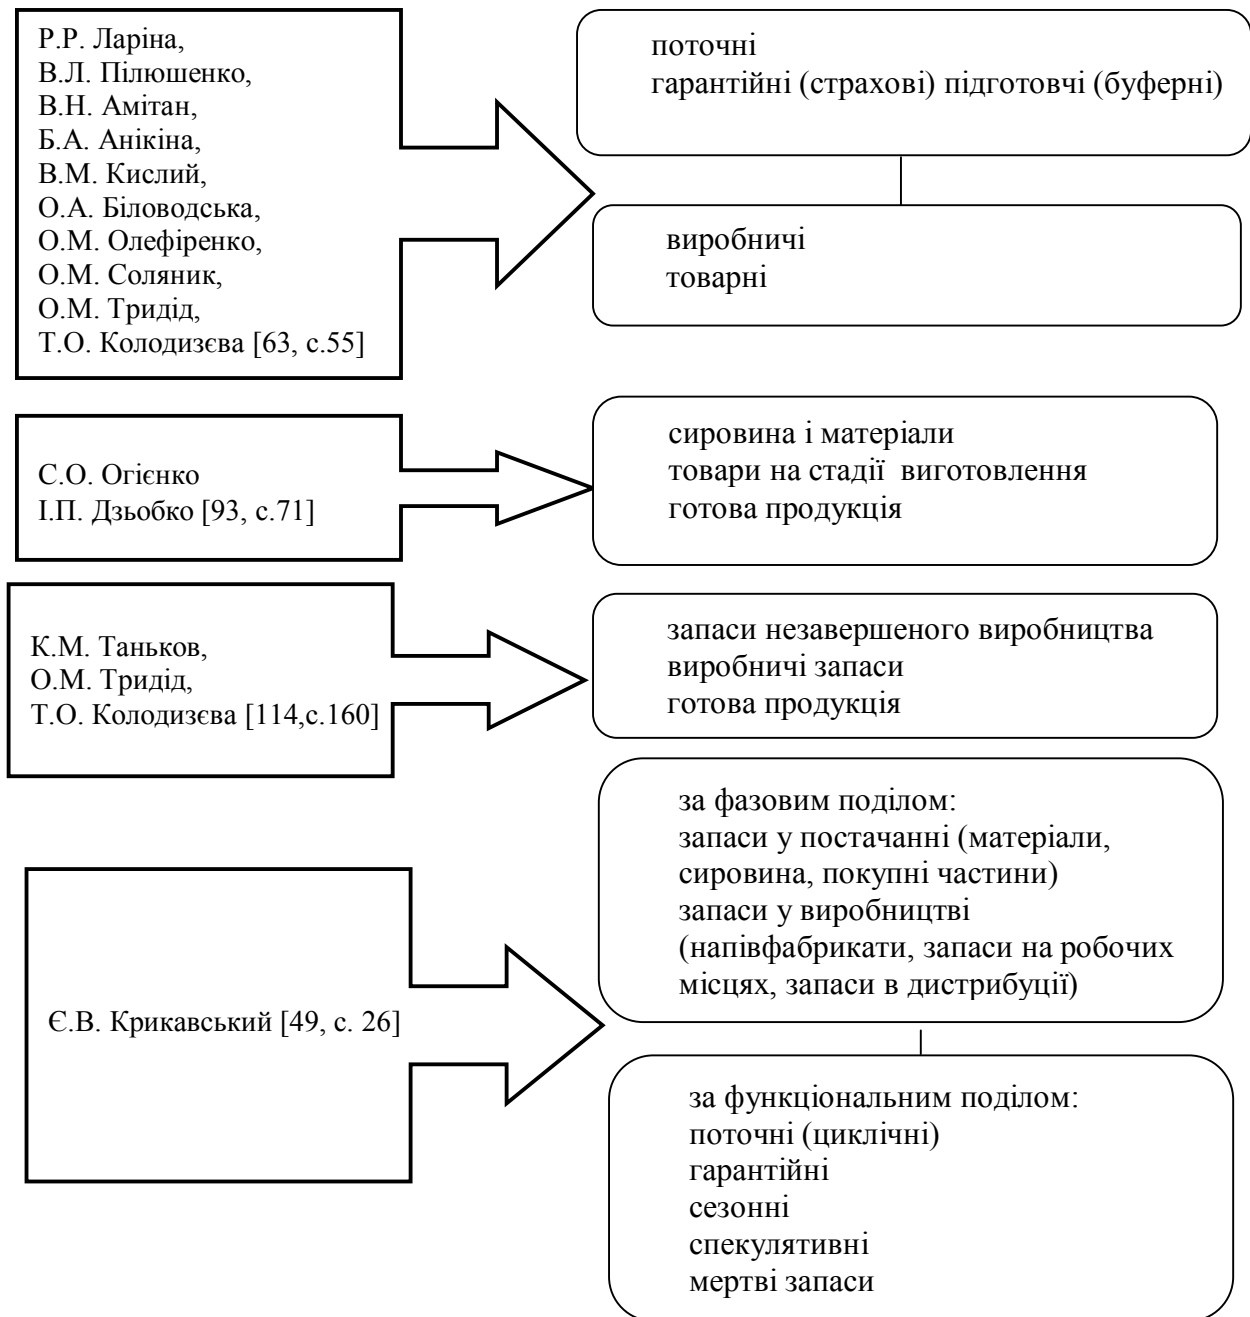 Р.Р. Ларіна,
В.Л. Пілюшенко,
В.Н. Амітан,
Б.А. Анікіна,
В.М. Кислий,
О.А. Біловодська,
О.М. Олефіренко,
О.М. Соляник,
О.М. Тридід,
Т.О. Колодизєва [63, с.55]
поточні
гарантійні (страхові) підготовчі (буферні)
виробничі
товарні
С.О. Огієнко
І.П. Дзьобко [93, с.71]
сировина і матеріали
товари на стадії виготовлення
готова продукція
К.М. Таньков,
О.М. Тридід,
Т.О. Колодизєва [114,с.160]
запаси незавершеного виробництва
виробничі запаси
готова продукція
Є.В. Крикавський [49, с. 26]
за фазовим поділом:
запаси у постачанні (матеріали,
сировина, покупні частини)
запаси у виробництві
(напівфабрикати, запаси на робочих
місцях, запаси в дистрибуції)
за функціональним поділом:
поточні (циклічні)
гарантійні
сезонні
спекулятивні
мертві запаси